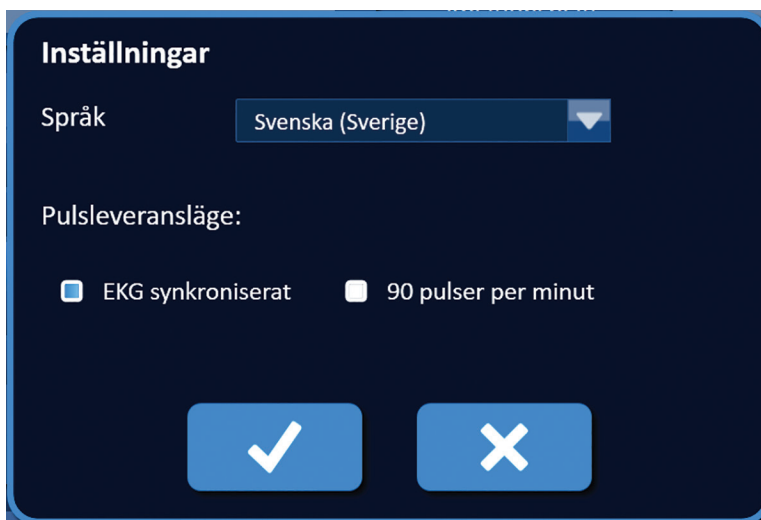 Inställningar
Språk Svenska (Sverige)
Pulsleveransläge:
EKG synkroniserat 90 pulser per minut